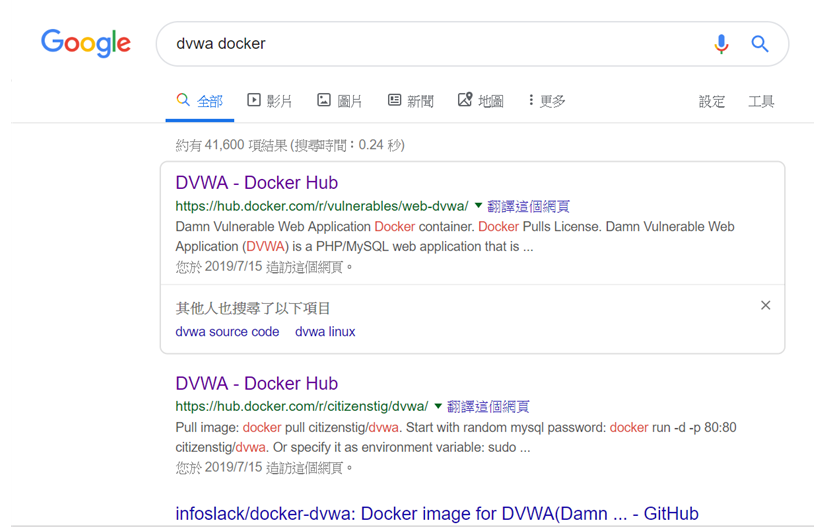 Google
dvwa docker
全部 影片 圖片 新聞 地圖 更多 設定 工具
約有 41,600 項結果 (搜尋時間：0.24 秒)
DVWA - Docker Hub
https://hub.docker.com/r/vulnerables/web-dvwa/ ▼ 翻譯這個網頁
Damn Vulnerable Web Application Docker container. Docker Pulls License. Damn Vulnerable Web
Application (DVWA) is a PHP/MySQL web application that is ...
您於 2019/7/15 造訪這個網頁。
其他人也搜尋了以下項目
dvwa source code dvwa linux
DVWA - Docker Hub
https://hub.docker.com/r/citizenstig/dvwa/ ▼ 翻譯這個網頁
Pull image: docker pull citizenstig/dvwa. Start with random mysql password: docker run -d -p 80:80
citizenstig/dvwa. Or specify it as environment variable: sudo ...
您於 2019/7/15 造訪這個網頁。
infoslack/docker-dvwa: Docker image for DVWA(Damn ... - GitHub